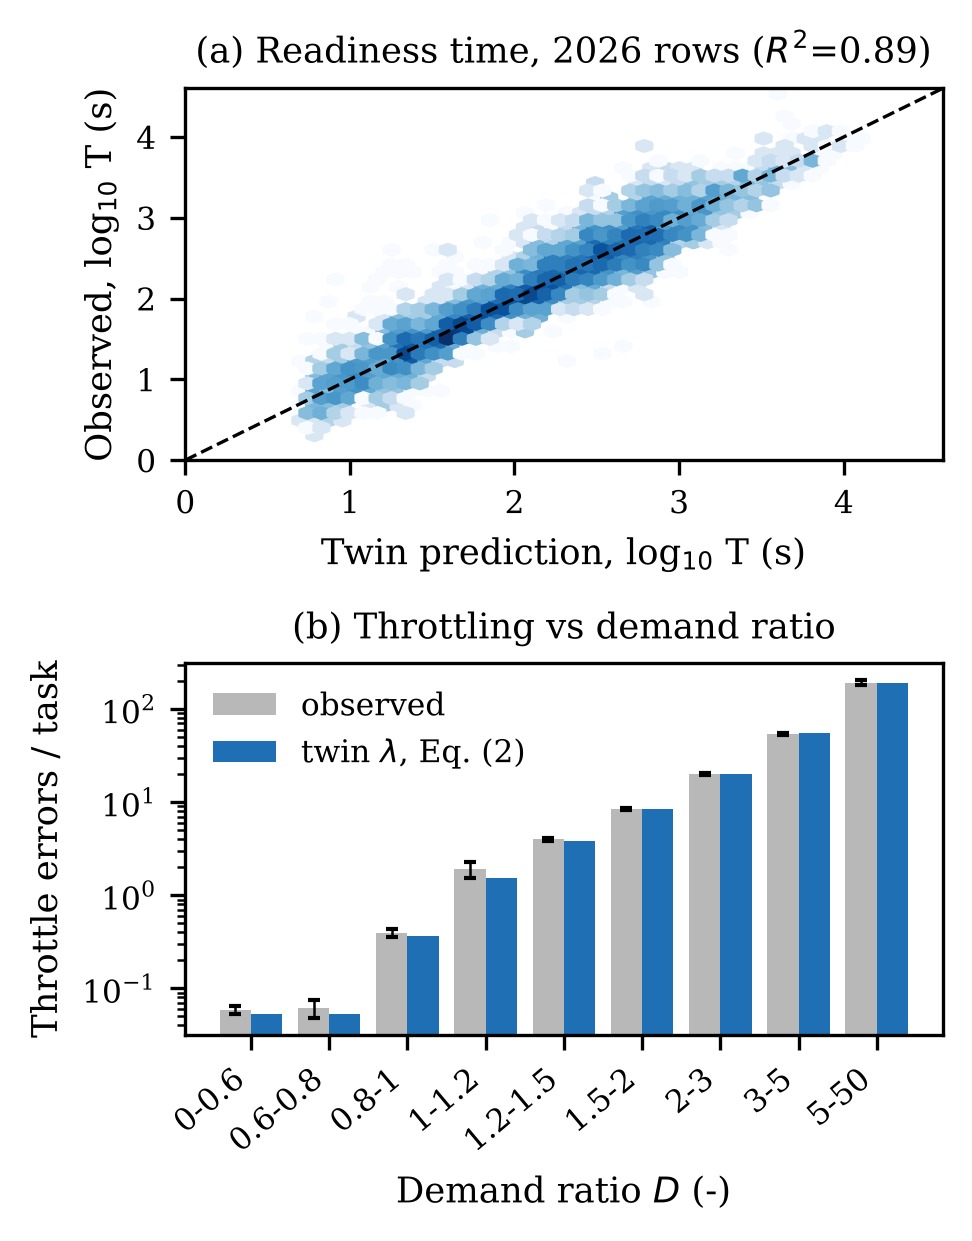 (a) Readiness time, 2026 rows (R²=0.89)
Observed, log₁₀ T (s)
4
3
2
1
0
0 1 2 3 4
Twin prediction, log₁₀ T (s)
(b) Throttling vs demand ratio
Throttle errors / task
observed
twin λ, Eq. (2)
10²
10¹
10⁰
10⁻¹
0-0.6 0.6-0.8 0.8-1 1-1.2 1.2-1.5 1.5-2 2-3 3-5 5-50
Demand ratio D (-)